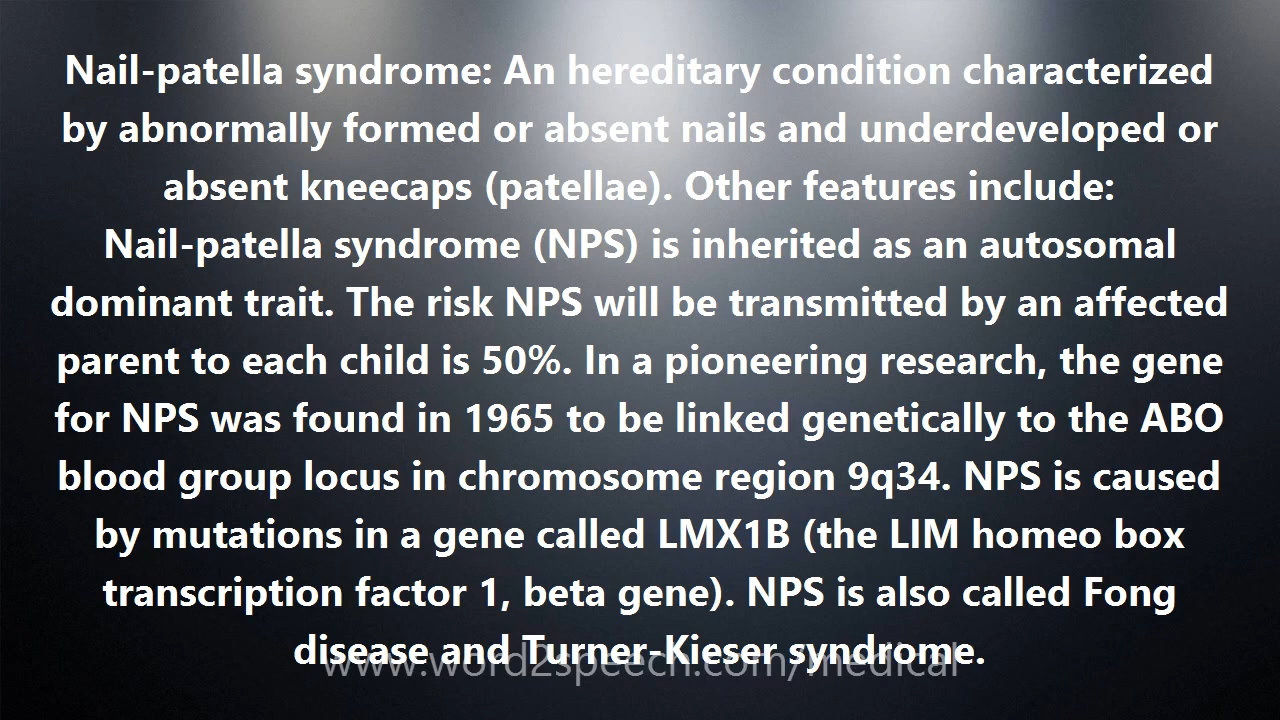 Nail-patella syndrome: An hereditary condition characterized
by abnormally formed or absent nails and underdeveloped or
absent kneecaps (patellae). Other features include:
Nail-patella syndrome (NPS) is inherited as an autosomal
dominant trait. The risk NPS will be transmitted by an affected
parent to each child is 50%. In a pioneering research, the gene
for NPS was found in 1965 to be linked genetically to the ABO
blood group locus in chromosome region 9q34. NPS is caused
by mutations in a gene called LMX1B (the LIM homeo box
transcription factor 1, beta gene). NPS is also called Fong
disease and Turner-Kieser syndrome.
www.word2speech.com/medical